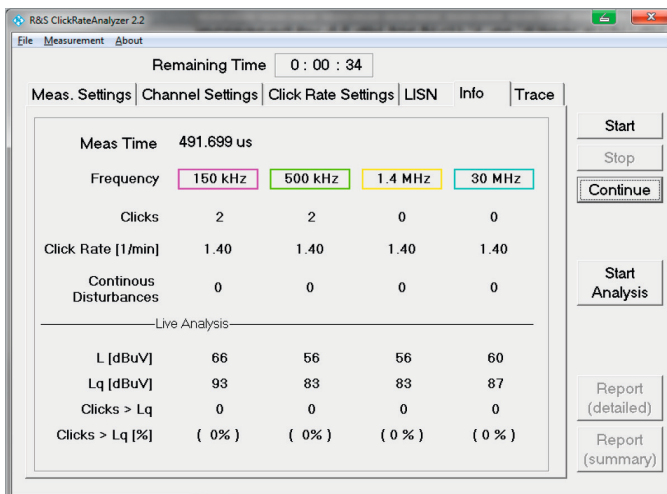 R&S ClickRateAnalyzer 2.2
File Measurement About
Remaining Time 0 : 00 : 34
Meas. Settings Channel Settings Click Rate Settings LISN Info Trace
Start
Meas Time 491.699 us
Stop
Frequency 150 kHz 500 kHz 1.4 MHz 30 MHz
Continue
Clicks 2 2 0 0
Click Rate [1/min] 1.40 1.40 1.40 1.40
Continous
Disturbances 0 0 0 0
Start
Analysis
Live Analysis
L [dBuV] 66 56 56 60
Lq [dBuV] 93 83 83 87
Clicks > Lq 0 0 0 0
Clicks > Lq [%] ( 0% ) ( 0% ) ( 0 % ) ( 0 % )
Report
(detailed)
Report
(summary)